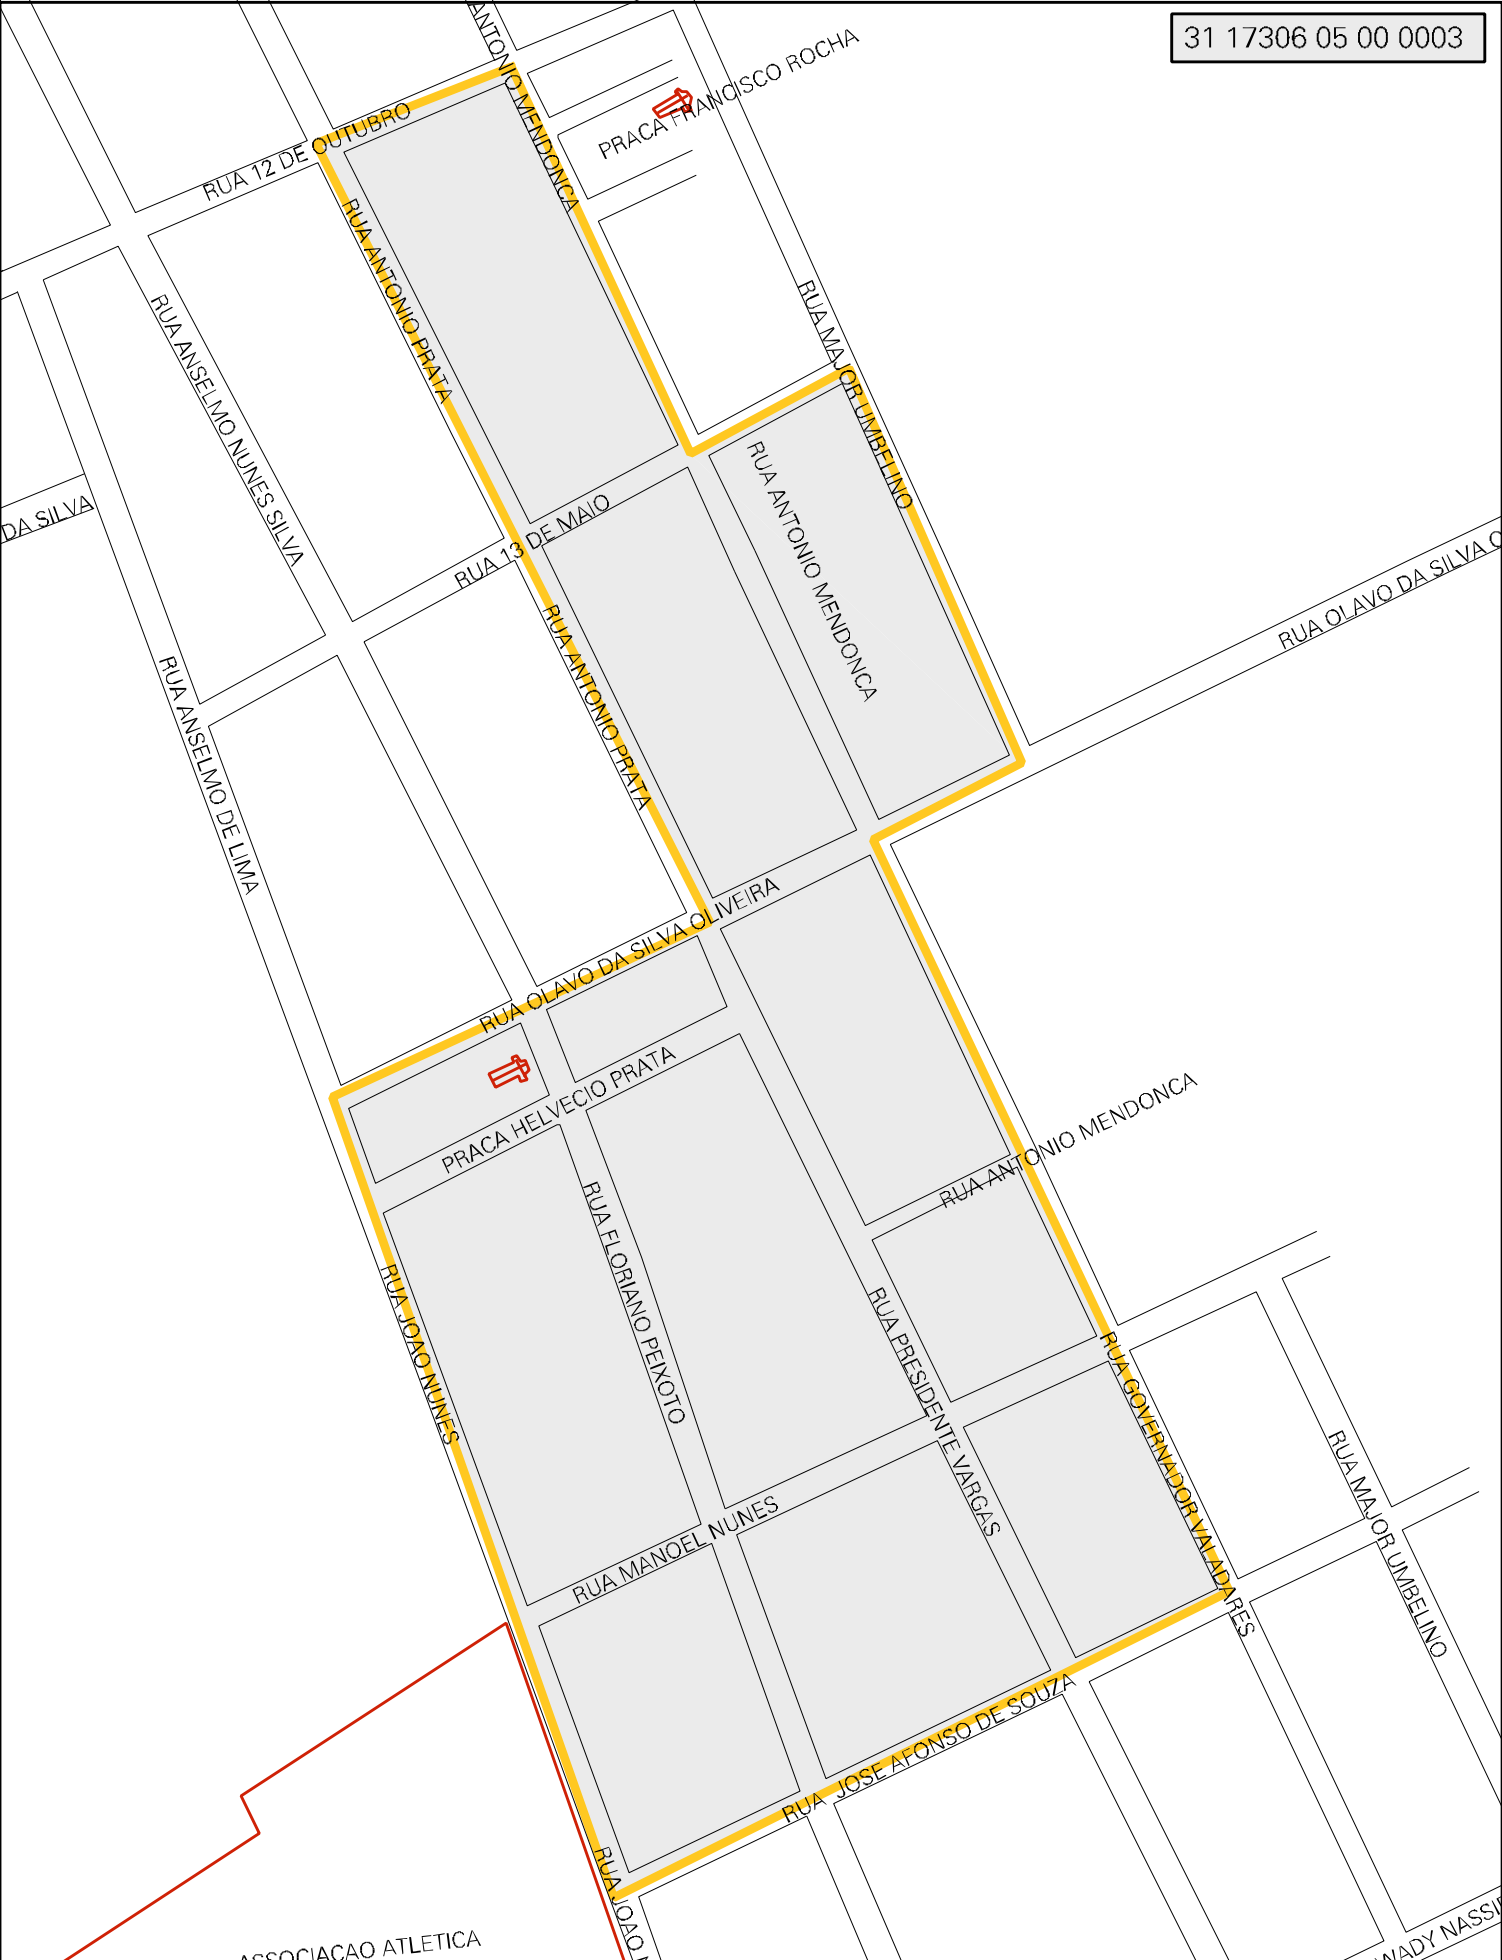 31 17306 05 00 0003
ANTONIO MENDONCA
PRACA FRANCISCO ROCHA
RUA 12 DE OUTUBRO
RUA ANTONIO PRATA
RUA ANSELMO NUNES SILVA
RUA MAJOR UMBELINO
RUA ANTONIO MENDONCA
DA SILVA
RUA 13 DE MAIO
RUA OLAVO DA SILVA O
RUA ANTONIO PRATA
RUA ANSELMO DE LIMA
RUA OLAVO DA SILVA OLIVEIRA
PRACA HELVECIO PRATA
RUA ANTONIO MENDONCA
RUA FLORIANO PEIXOTO
RUA JOAO NUNES
RUA PRESIDENTE VARGAS
RUA GOVERNADOR VALADARES
RUA MAJOR UMBELINO
RUA MANOEL NUNES
RUA JOSE AFONSO DE SOUZA
RUA JOAO
WADY NASSI
ASSOCIACAO ATLETICA